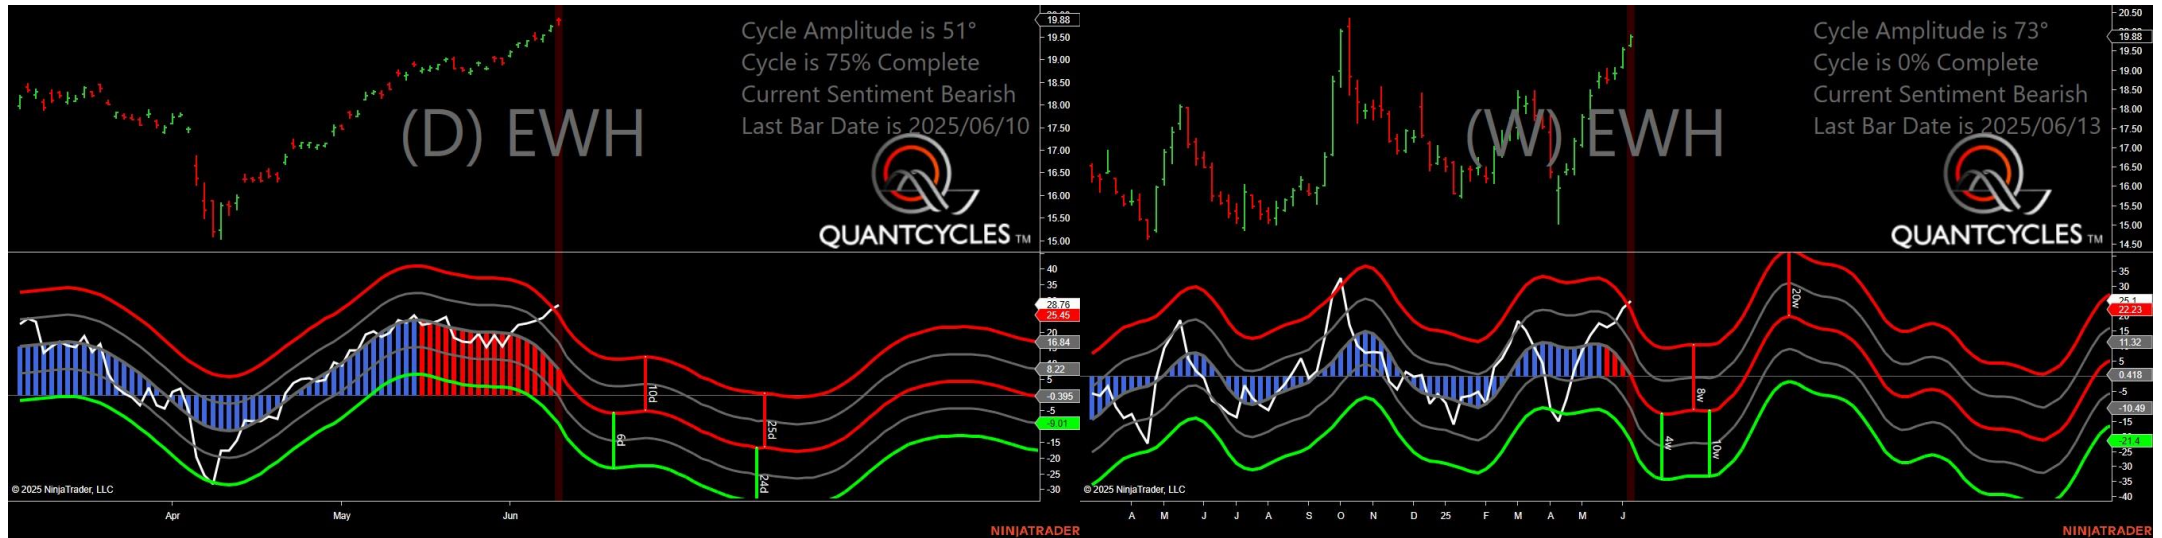 Cycle Amplitude is 51°
Cycle is 75% Complete
Current Sentiment Bearish
Last Bar Date is 2025/06/10
(D) EWH
QUANTCYCLES TM
19.88
19.50
19.00
18.50
18.00
17.50
17.00
16.50
16.00
15.50
15.00
40
35
28.76
25.45
20
16.84
8.22
5
-0.395
-5
-9.01
-15
-20
-25
-30
10d
6d
25d
24d
© 2025 NinjaTrader, LLC
Apr
May
Jun
NINJATRADER
Cycle Amplitude is 73°
Cycle is 0% Complete
Current Sentiment Bearish
Last Bar Date is 2025/06/13
(W) EWH
QUANTCYCLES TM
20.50
19.88
19.50
19.00
18.50
18.00
17.50
17.00
16.50
16.00
15.50
15.00
14.50
35
30
25.1
22.23
15
11.32
5
0.418
-5
-10.49
-15
-21.4
-25
-30
-35
-40
20w
8w
4w
10w
© 2025 NinjaTrader, LLC
A M J J A S O N D 25 F M A M J
NINJATRADER